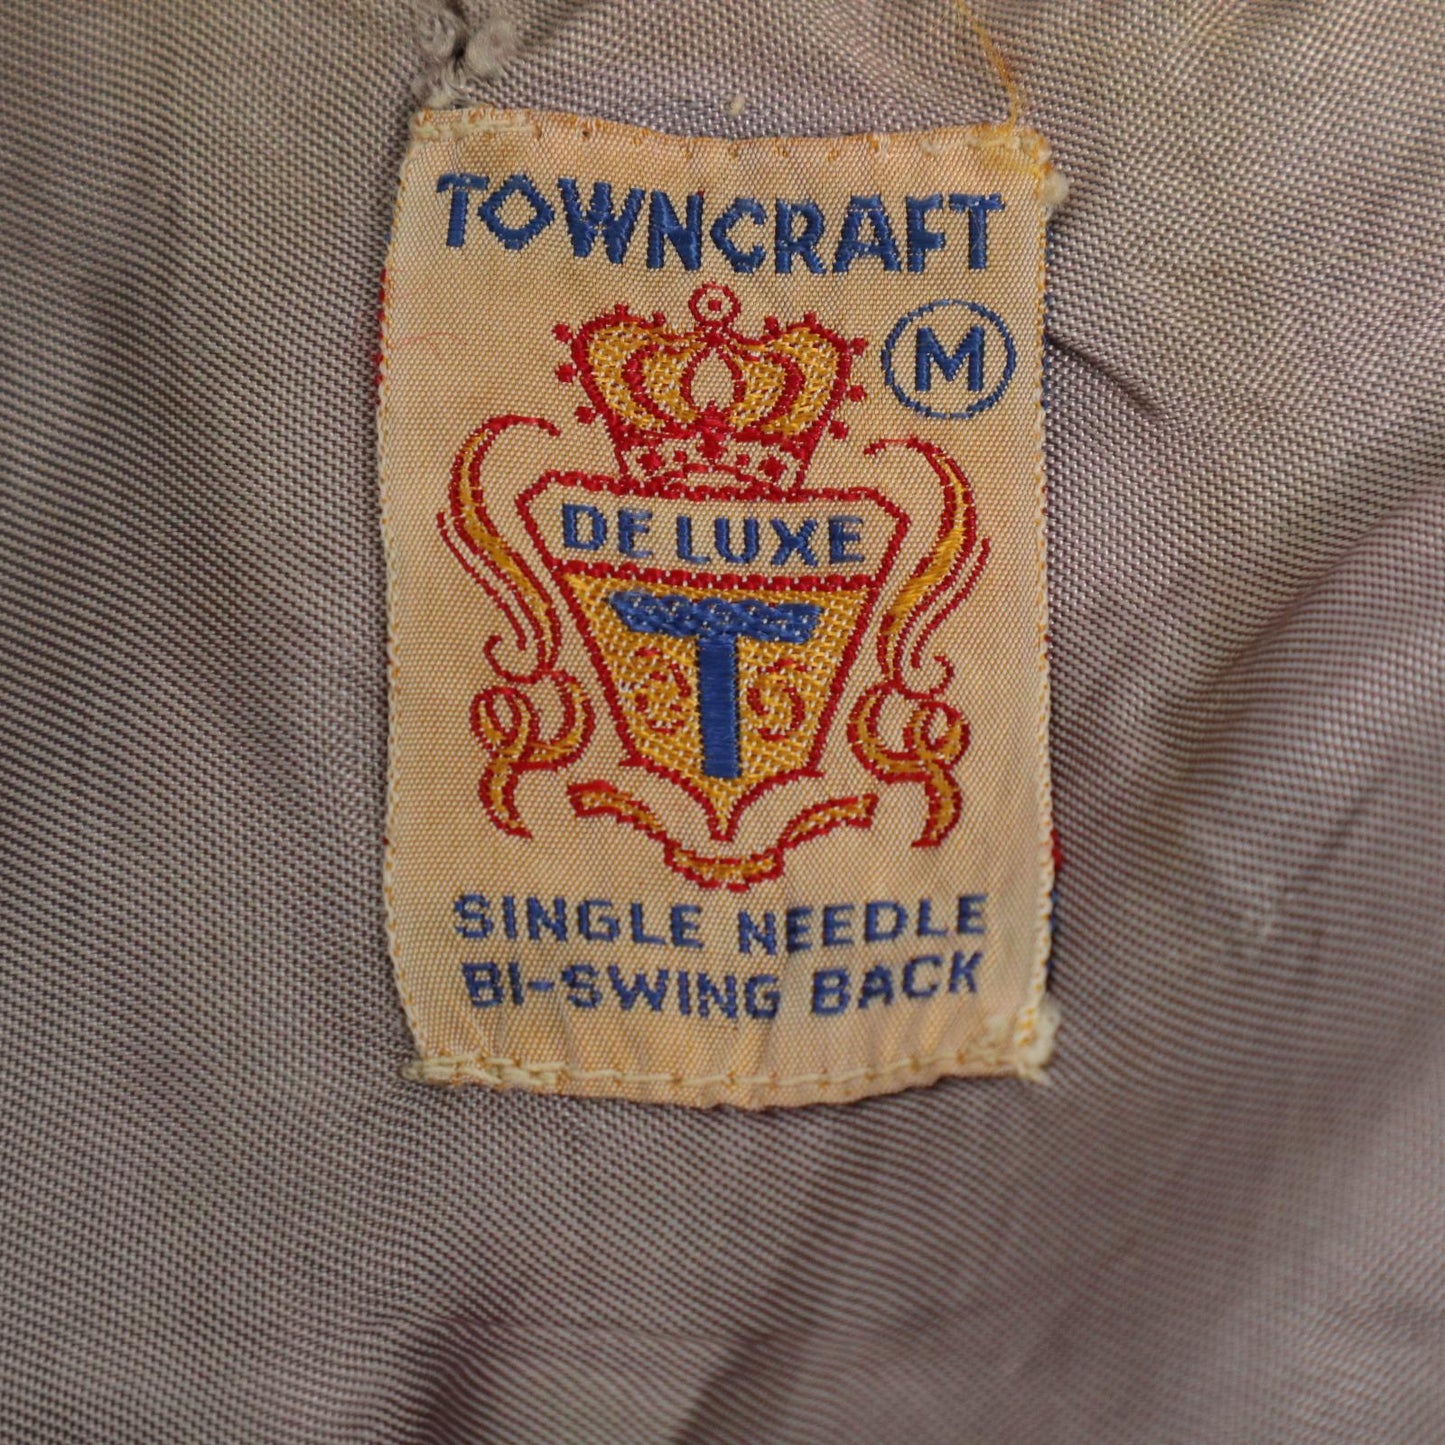 TOWNCRAFT
M
DE LUXE
T
SINGLE NEEDLE
BI-SWING BACK